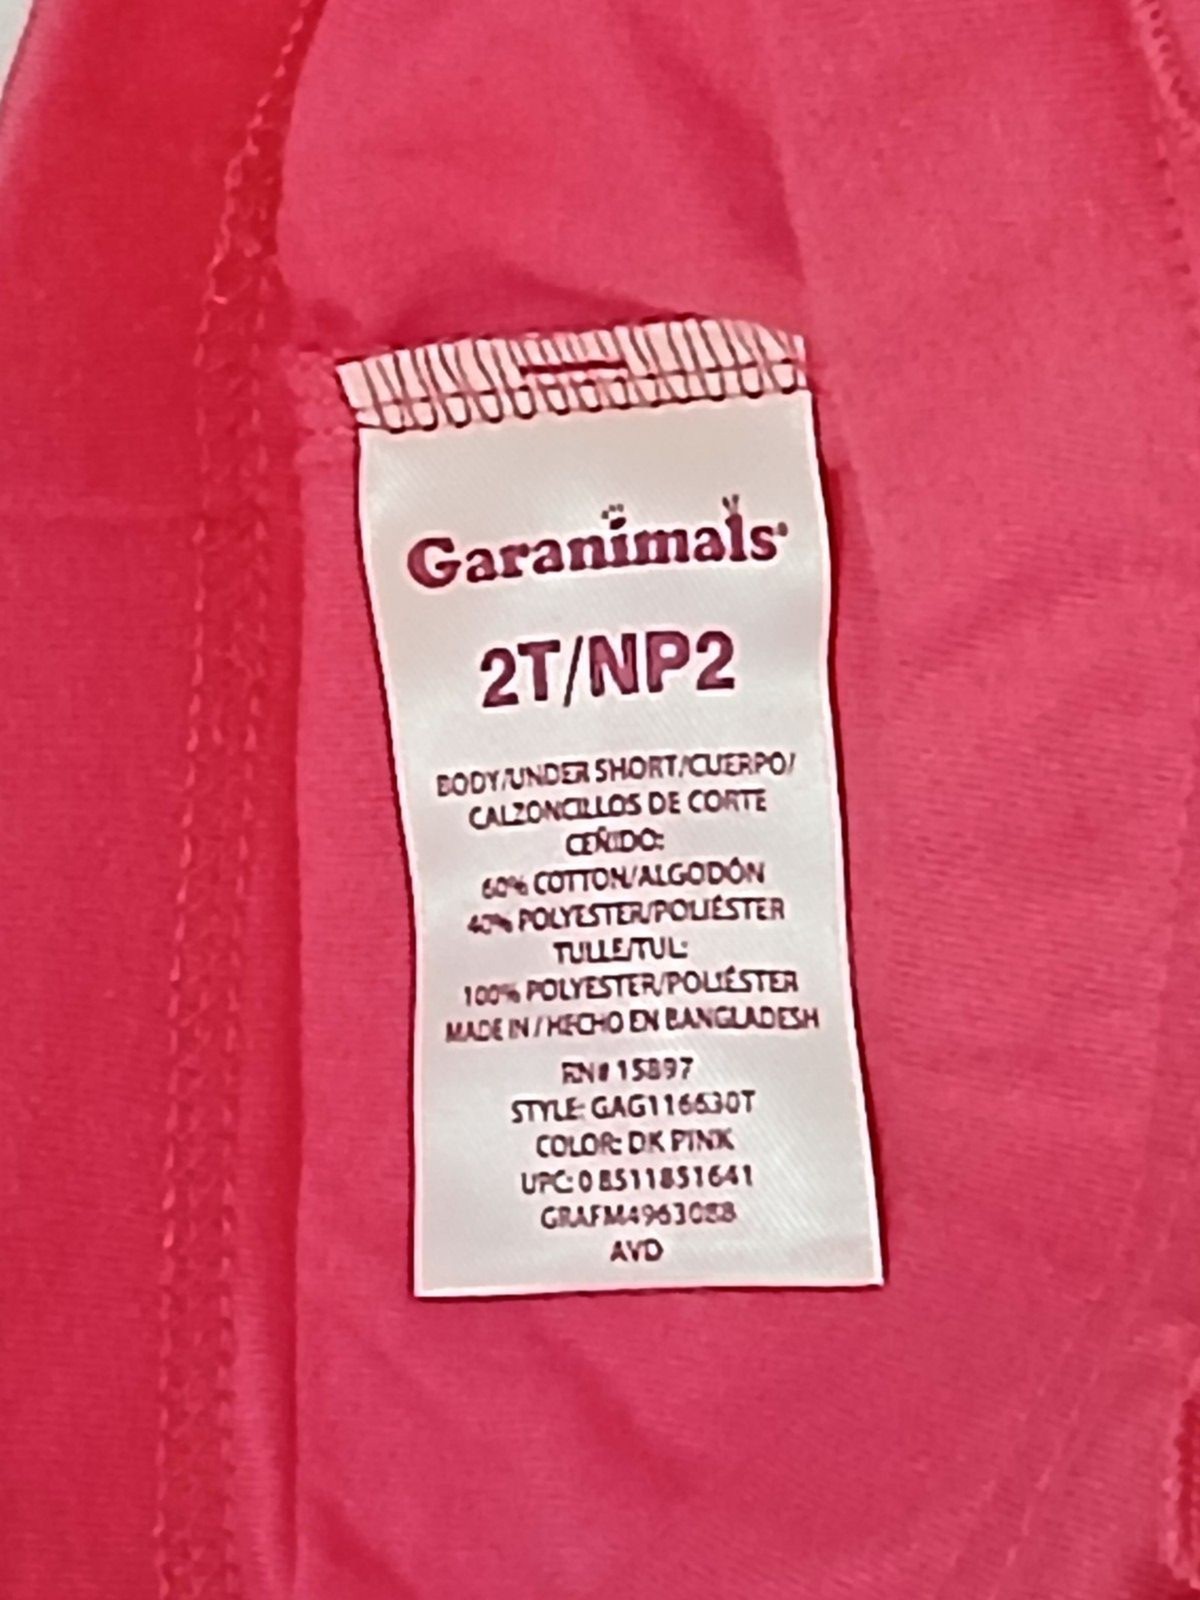 Garanimals®
2T/NP2
BODY/UNDER SHORT/CUERPO/
CALZONCILLOS DE CORTE
CEÑIDO:
60% COTTON/ALGODÓN
40% POLYESTER/POLIÉSTER
TULLE/TUL:
100% POLYESTER/POLIÉSTER
MADE IN / HECHO EN BANGLADESH
RN# 15897
STYLE: GAG116630T
COLOR: DK PINK
UPC: 0 8511851641
GRAFM4963088
AVD